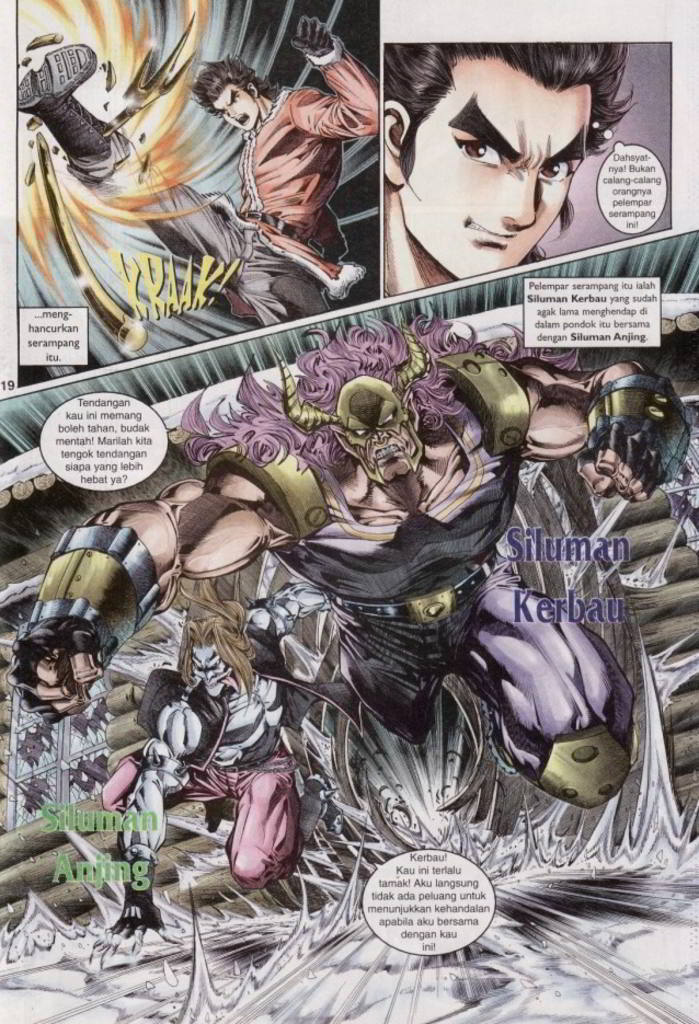 KRAAK!
...meng-
hancurkan
serampang
itu.
Dahsyat-
nya! Bukan
calang-calang
orangnya
pelempar
serampang
ini!
Pelempar serampang itu ialah
Siluman Kerbau yang sudah
agak lama menghendap di
dalam pondok itu bersama
dengan Siluman Anjing.
19
Tendangan
kau ini memang
boleh tahan, budak
mentah! Marilah kita
tengok tendangan
siapa yang lebih
hebat ya?
Siluman
Kerbau
Siluman
Anjing
Kerbau!
Kau ini terlalu
tamak! Aku langsung
tidak ada peluang untuk
menunjukkan kehandalan
apabila aku bersama
dengan kau
ini!